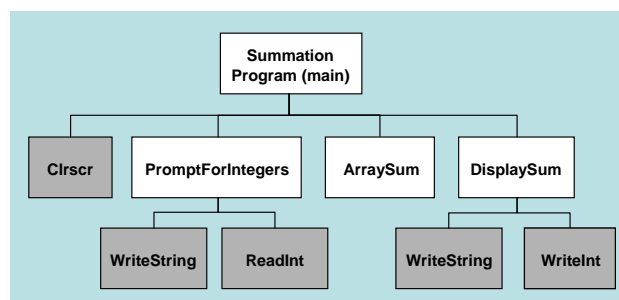 Summation
Program (main)
Clrscr
PromptForIntegers
ArraySum
DisplaySum
WriteString
ReadInt
WriteString
WriteInt